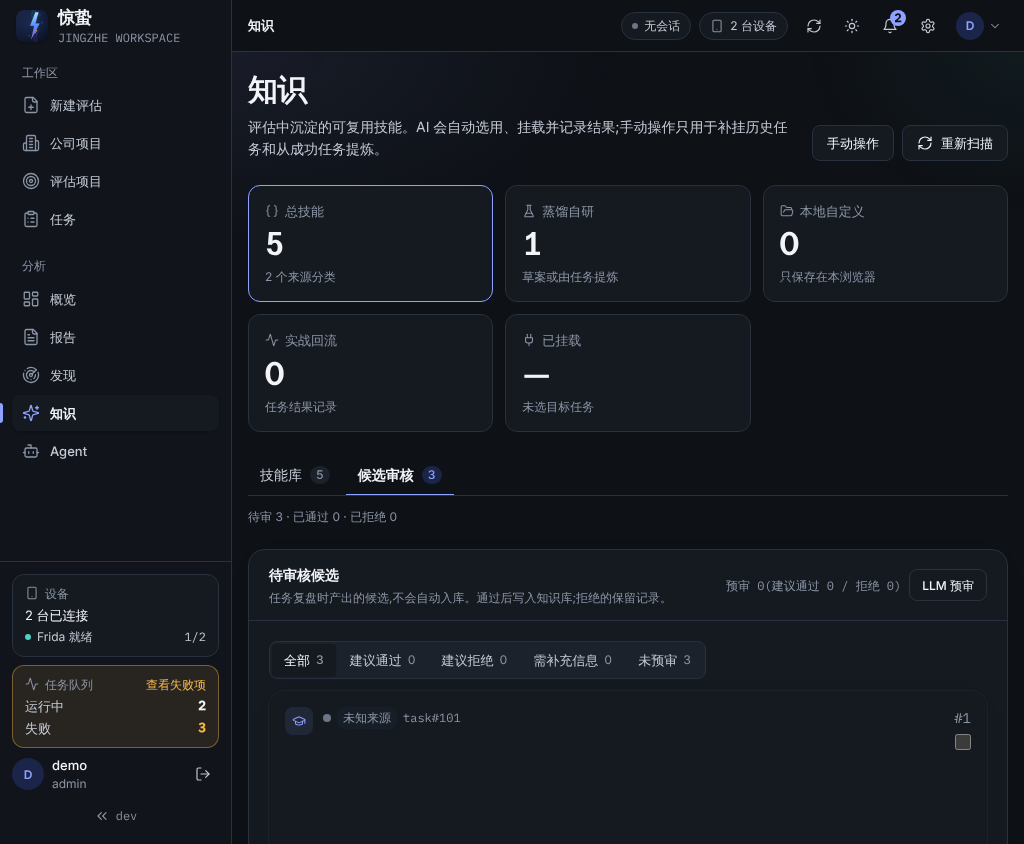 惊蛰
JINGZHE WORKSPACE
工作区
新建评估
公司项目
评估项目
任务
分析
概览
报告
发现
知识
Agent
设备
2 台已连接
Frida 就绪 1/2
任务队列 查看失败项
运行中 2
失败 3
D
demo
admin
dev
知识
无会话
2 台设备
2
D
知识
评估中沉淀的可复用技能。AI 会自动选用、挂载并记录结果;手动操作只用于补挂历史任
务和从成功任务提炼。
手动操作
重新扫描
总技能
5
2 个来源分类
蒸馏自研
1
草案或由任务提炼
本地自定义
0
只保存在本浏览器
实战回流
0
任务结果记录
已挂载
—
未选目标任务
技能库 5
候选审核 3
待审 3 · 已通过 0 · 已拒绝 0
待审核候选
任务复盘时产出的候选,不会自动入库。通过后写入知识库;拒绝的保留记录。
预审 0(建议通过 0 / 拒绝 0)
LLM 预审
全部 3
建议通过 0
建议拒绝 0
需补充信息 0
未预审 3
未知来源 task#101
#1